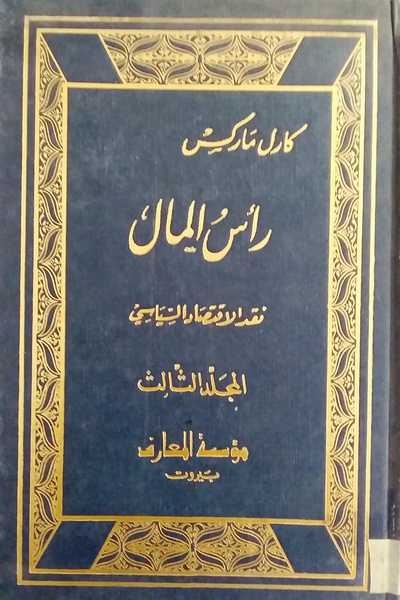 كارل ماركس
رأس المال
نقد الاقتصاد السياسي
المجلد الثالث
مؤسسة المعارف
بيروت